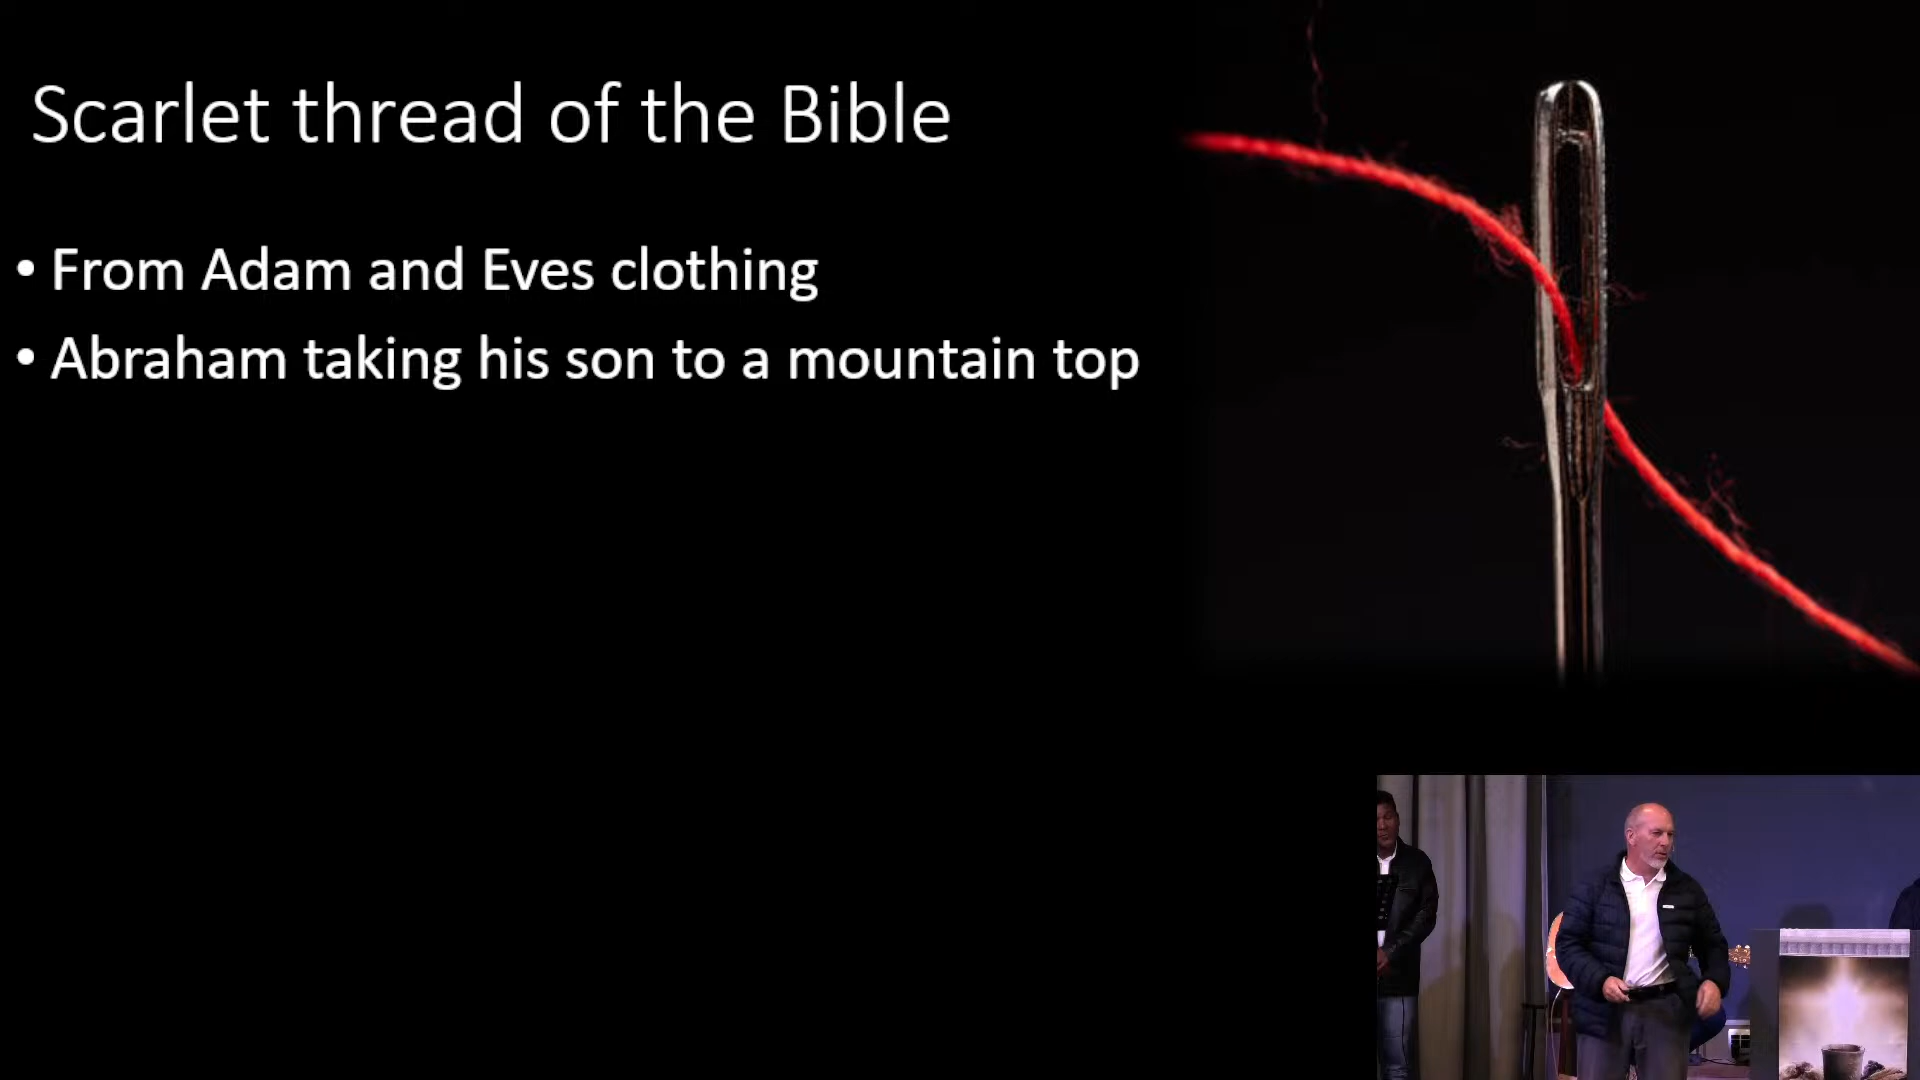 Scarlet thread of the Bible
• From Adam and Eves clothing
• Abraham taking his son to a mountain top